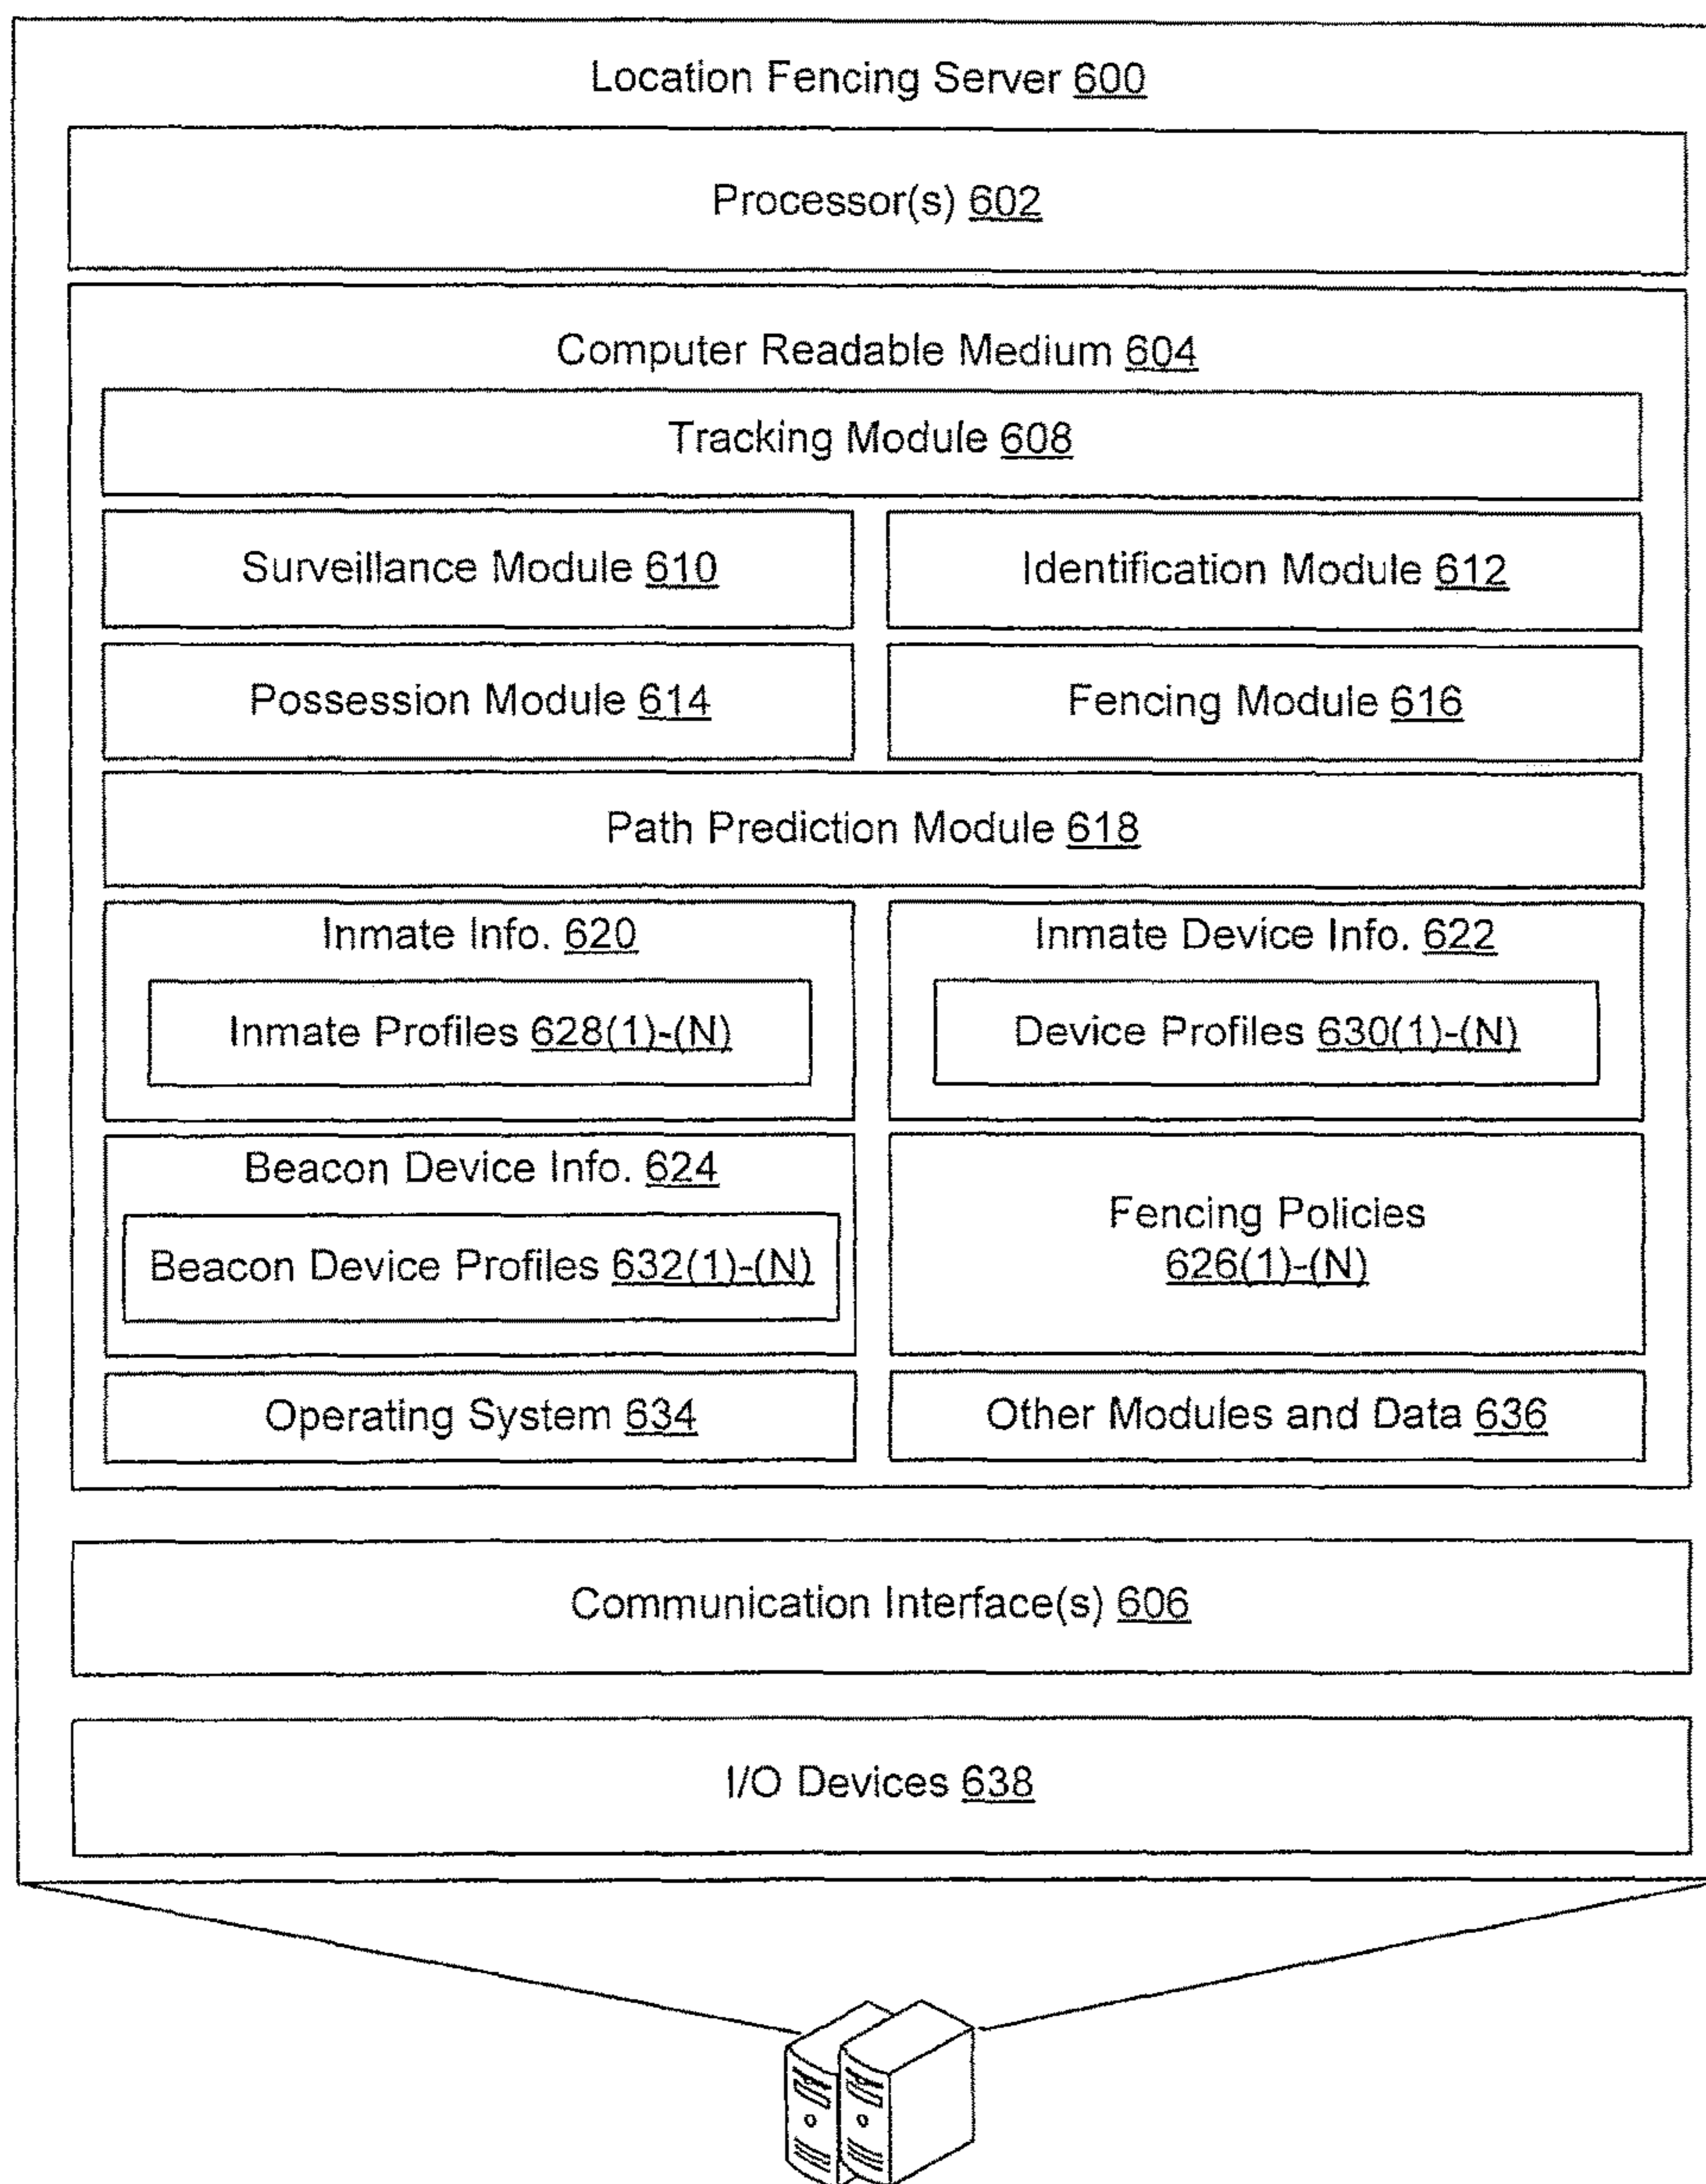 Location Fencing Server 600
Processor(s) 602
Computer Readable Medium 604
Tracking Module 608
Surveillance Module 610
Identification Module 612
Possession Module 614
Fencing Module 616
Path Prediction Module 618
Inmate Info. 620
Inmate Profiles 628(1)-(N)
Inmate Device Info. 622
Device Profiles 630(1)-(N)
Beacon Device Info. 624
Beacon Device Profiles 632(1)-(N)
Fencing Policies
626(1)-(N)
Operating System 634
Other Modules and Data 636
Communication Interface(s) 606
I/O Devices 638